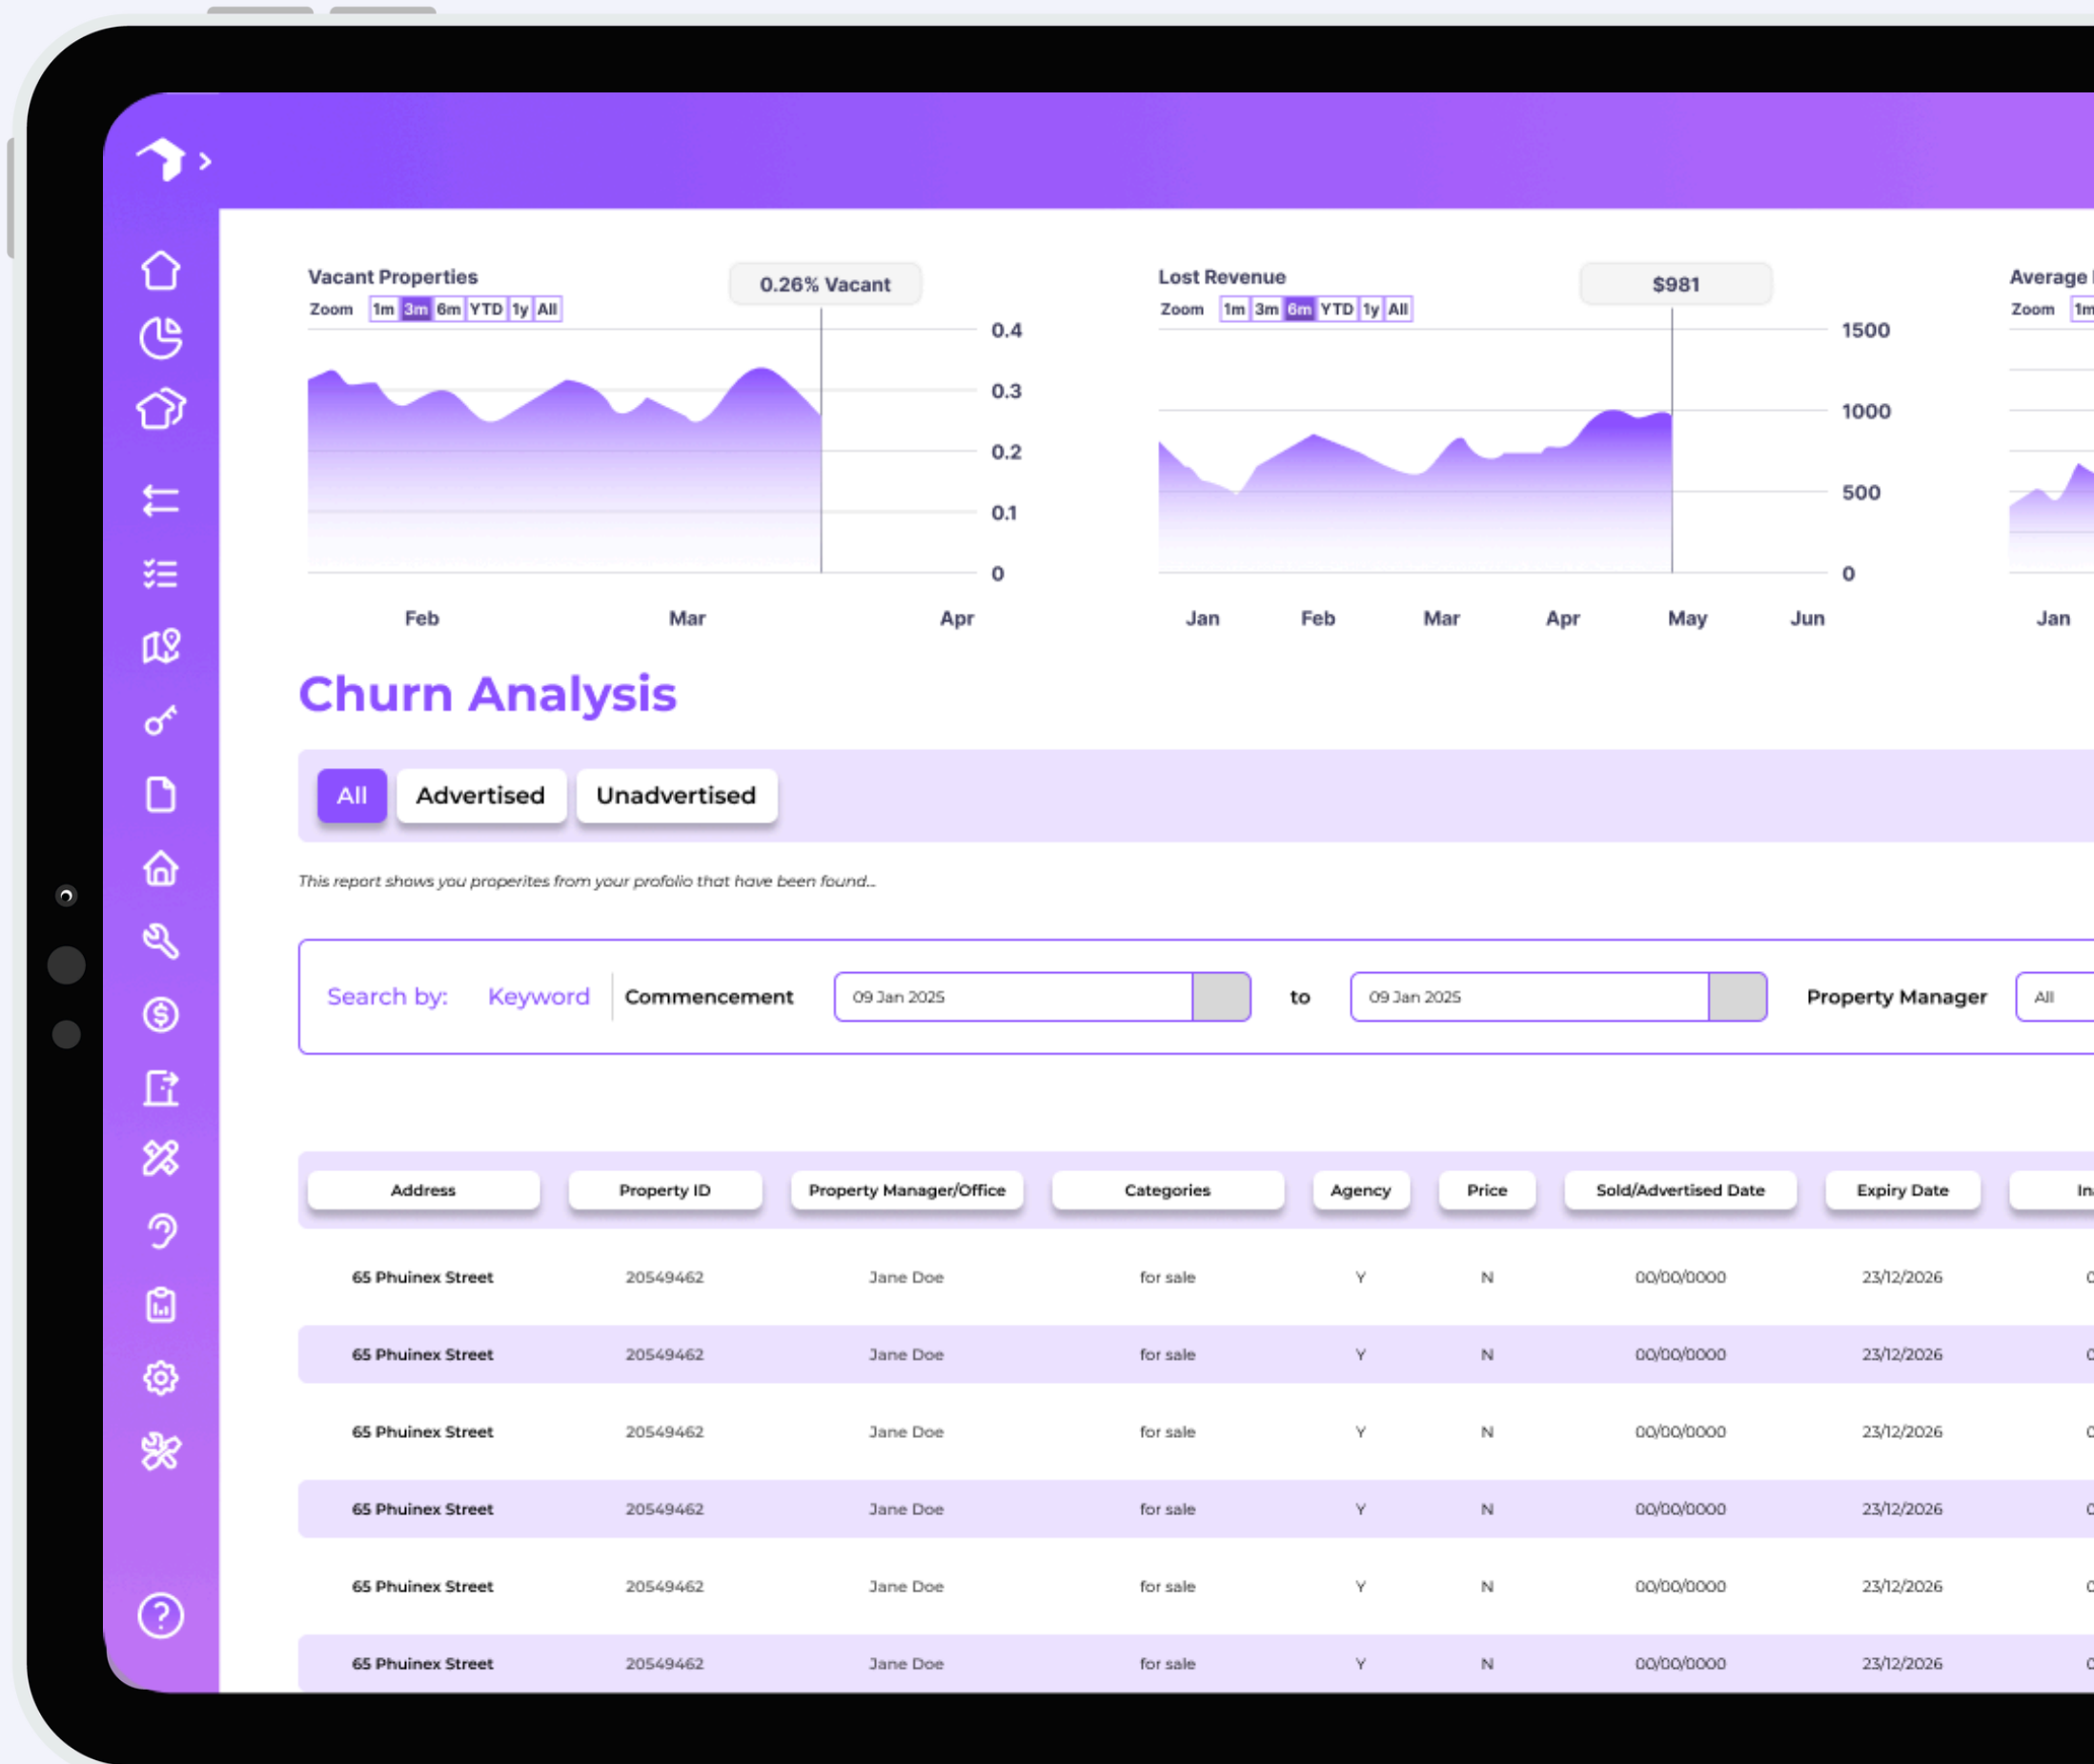 Vacant Properties
0.26% Vacant
Zoom 1m 3m 6m YTD 1y All
0.4
0.3
0.2
0.1
0
Feb Mar Apr
Lost Revenue
$981
Zoom 1m 3m 6m YTD 1y All
1500
1000
500
0
Jan Feb Mar Apr May Jun
Average
Zoom 1m
Jan
Churn Analysis
All Advertised Unadvertised
This report shows you properites from your profolio that have been found...
Search by: Keyword Commencement 09 Jan 2025 to 09 Jan 2025 Property Manager All
Address Property ID Property Manager/Office Categories Agency Price Sold/Advertised Date Expiry Date
65 Phuinex Street 20549462 Jane Doe for sale Y N 00/00/0000 23/12/2026
65 Phuinex Street 20549462 Jane Doe for sale Y N 00/00/0000 23/12/2026
65 Phuinex Street 20549462 Jane Doe for sale Y N 00/00/0000 23/12/2026
65 Phuinex Street 20549462 Jane Doe for sale Y N 00/00/0000 23/12/2026
65 Phuinex Street 20549462 Jane Doe for sale Y N 00/00/0000 23/12/2026
65 Phuinex Street 20549462 Jane Doe for sale Y N 00/00/0000 23/12/2026